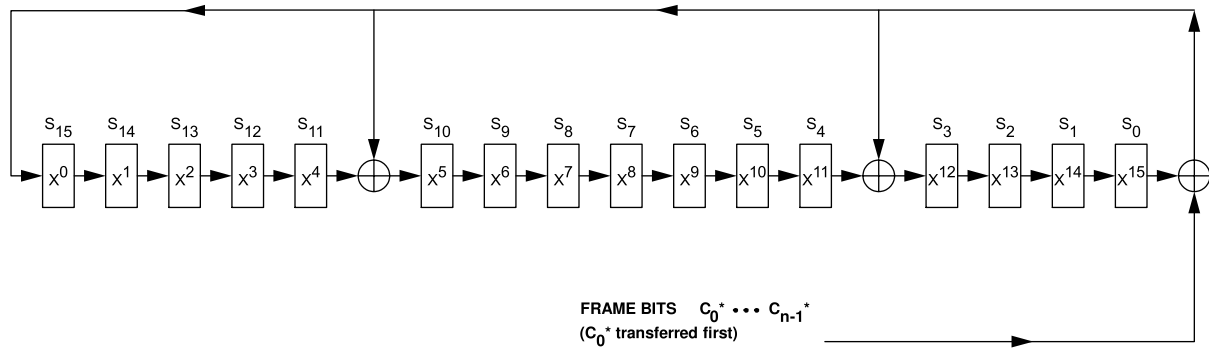 S15 S14 S13 S12 S11 S10 S9 S8 S7 S6 S5 S4 S3 S2 S1 S0
X0 X1 X2 X3 X4 X5 X6 X7 X8 X9 X10 X11 X12 X13 X14 X15
FRAME BITS C0* ••• Cn-1*
(C0* transferred first)